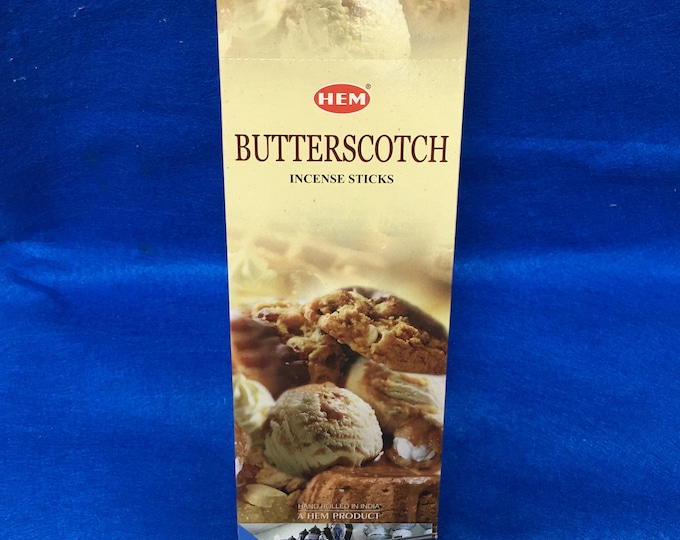 HEM®
BUTTERSCOTCH
INCENSE STICKS
HAND ROLLED IN INDIA
A HEM PRODUCT